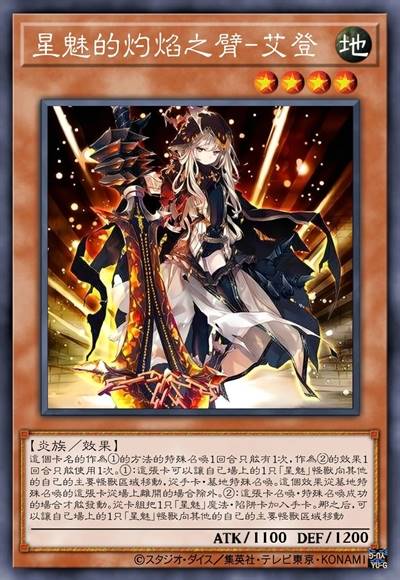 星魅的灼焰之臂-艾登
地
【炎族／效果】
這個卡名的作為①的方法的特殊召喚1回合只能有1次，作為②的效果1
回合只能使用1次。①：這張卡可以讓自己場上的1只「星魅」怪獸向其他
的自己的主要怪獸區域移動，從手卡・墓地特殊召喚。這個效果從墓地特
殊召喚的這張卡從場上離開的場合除外。②：這張卡召喚・特殊召喚成功
的場合才能發動。從卡組把1只「星魅」魔法・陷阱卡加入手卡。那之后，可
以讓自己場上的1只「星魅」怪獸向其他的自己的主要怪獸區域移動
ATK/1100 DEF/1200
©スタジオ・ダイス／集英社・テレビ東京・KONAMI